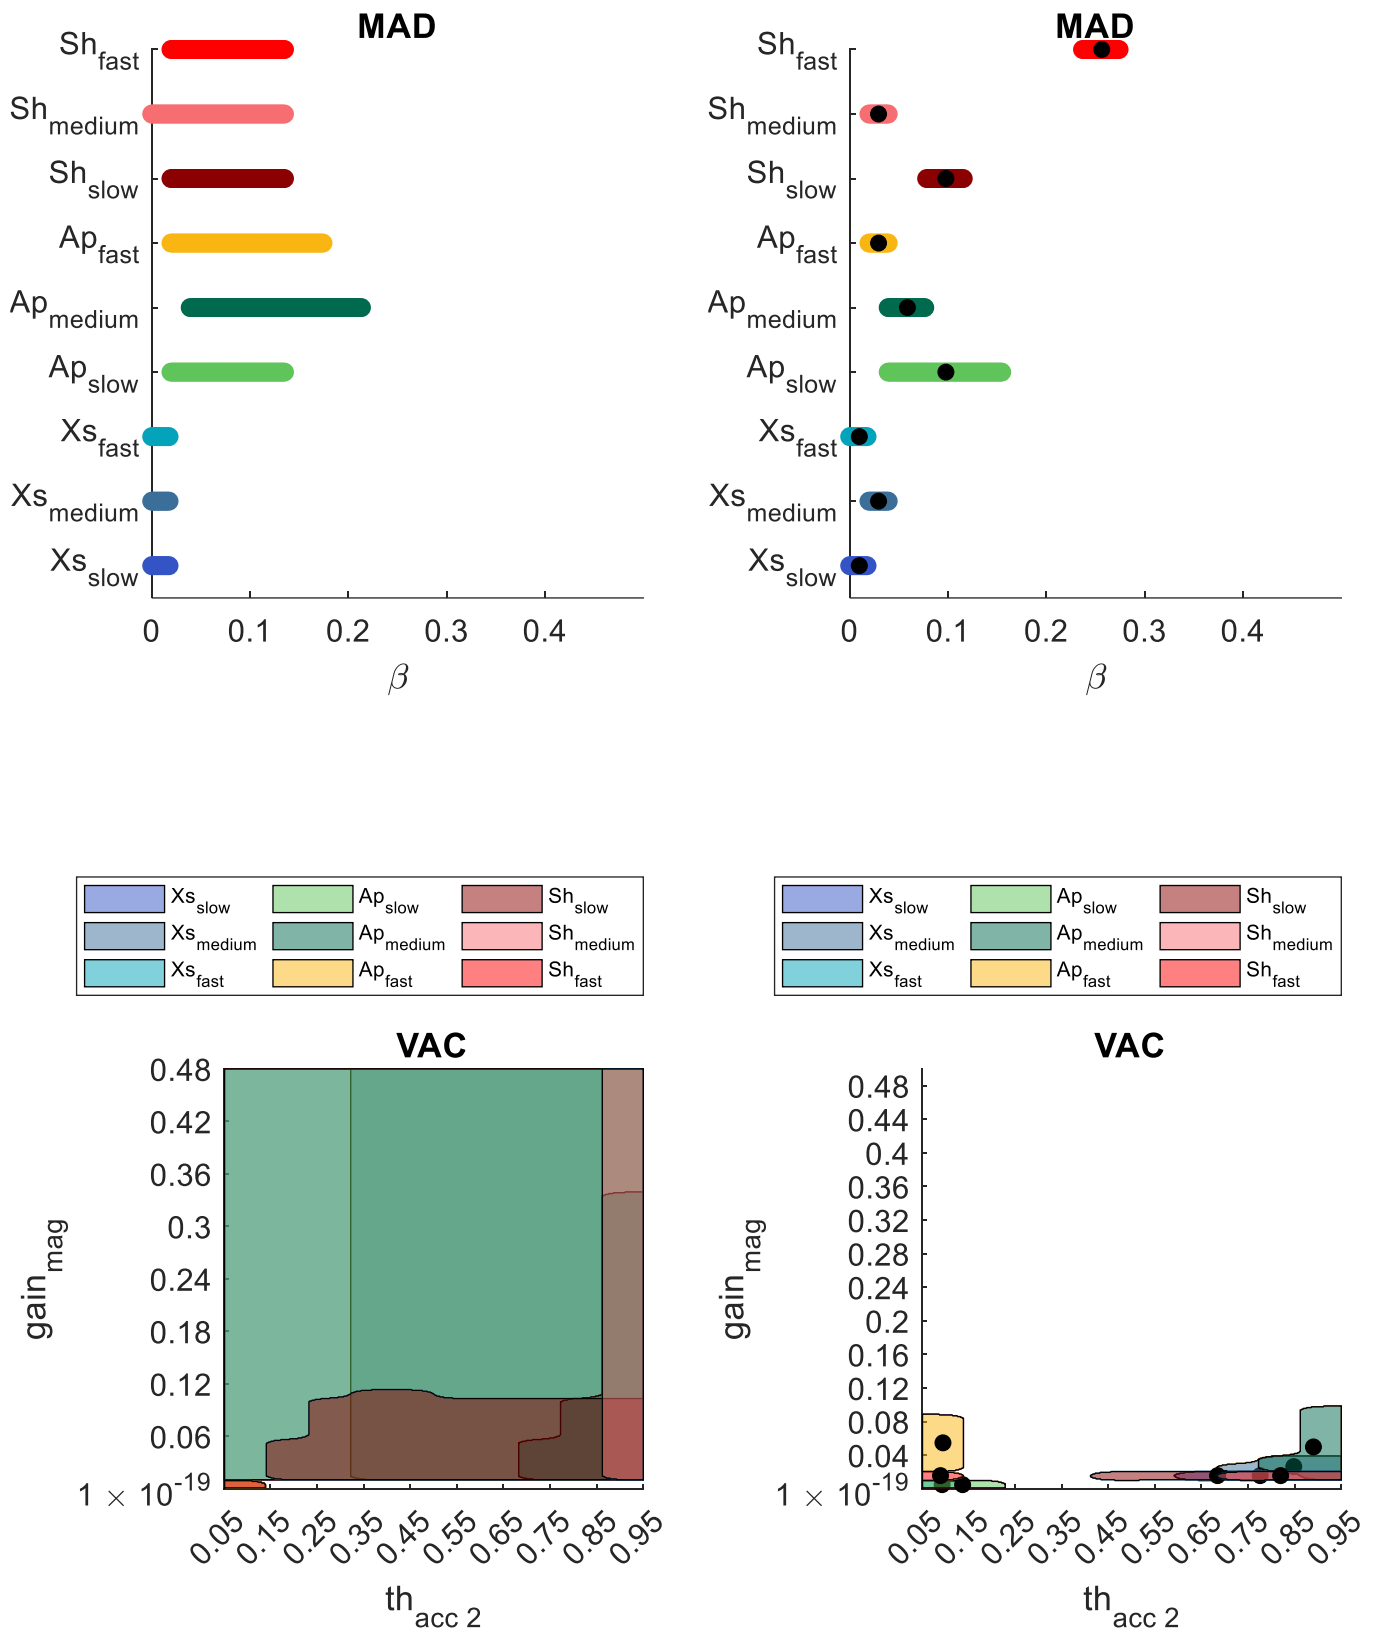 MAD
Sh fast
Sh medium
Sh slow
Ap fast
Ap medium
Ap slow
Xs fast
Xs medium
Xs slow
0 0.1 0.2 0.3 0.4
β
MAD
Sh fast
Sh medium
Sh slow
Ap fast
Ap medium
Ap slow
Xs fast
Xs medium
Xs slow
0 0.1 0.2 0.3 0.4
β
Xs slow Ap slow Sh slow
Xs medium Ap medium Sh medium
Xs fast Ap fast Sh fast
VAC
0.48
0.42
0.36
0.3
0.24
0.18
0.12
0.06
1 × 10-19
gain mag
0.05 0.15 0.25 0.35 0.45 0.55 0.65 0.75 0.85 0.95
th acc 2
Xs slow Ap slow Sh slow
Xs medium Ap medium Sh medium
Xs fast Ap fast Sh fast
VAC
0.48
0.44
0.4
0.36
0.32
0.28
0.24
0.2
0.16
0.12
0.08
0.04
1 × 10-19
gain mag
0.05 0.15 0.25 0.35 0.45 0.55 0.65 0.75 0.85 0.95
th acc 2